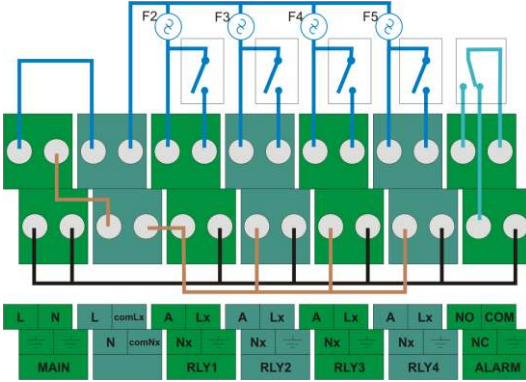 F2 F3 F4 F5
L N L comLx A Lx A Lx A Lx A Lx NO COM
N comNx Nx Nx Nx Nx NC
MAIN RLY1 RLY2 RLY3 RLY4 ALARM